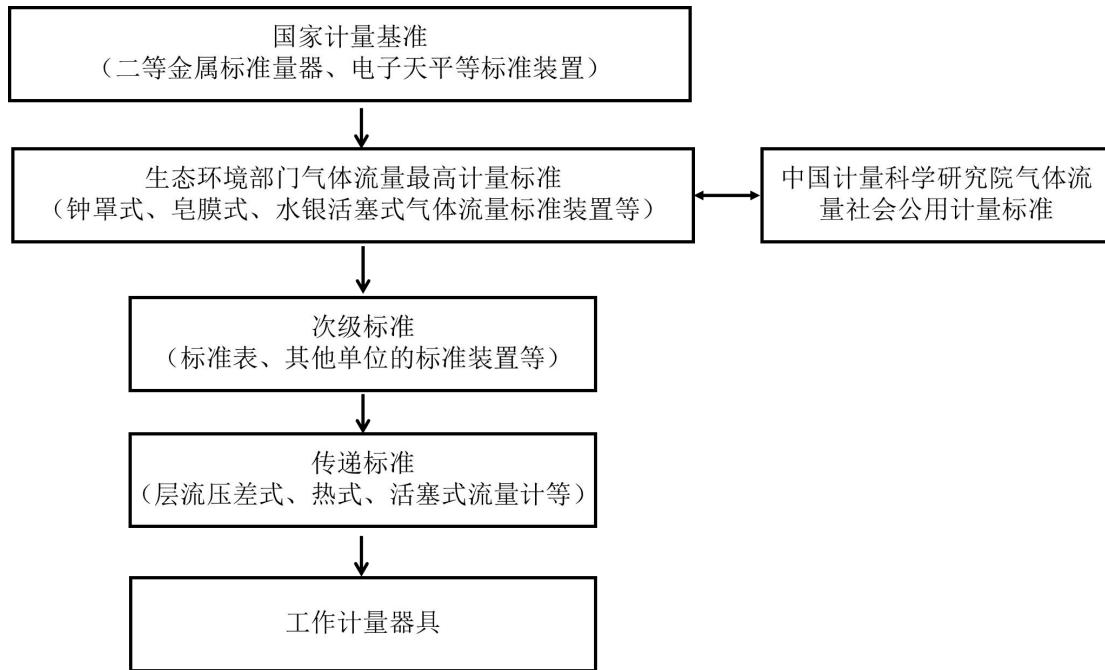 国家计量基准
（二等金属标准量器、电子天平等标准装置）
生态环境部门气体流量最高计量标准
（钟罩式、皂膜式、水银活塞式气体流量标准装置等）
中国计量科学研究院气体流
量社会公用计量标准
次级标准
（标准表、其他单位的标准装置等）
传递标准
（层流压差式、热式、活塞式流量计等）
工作计量器具